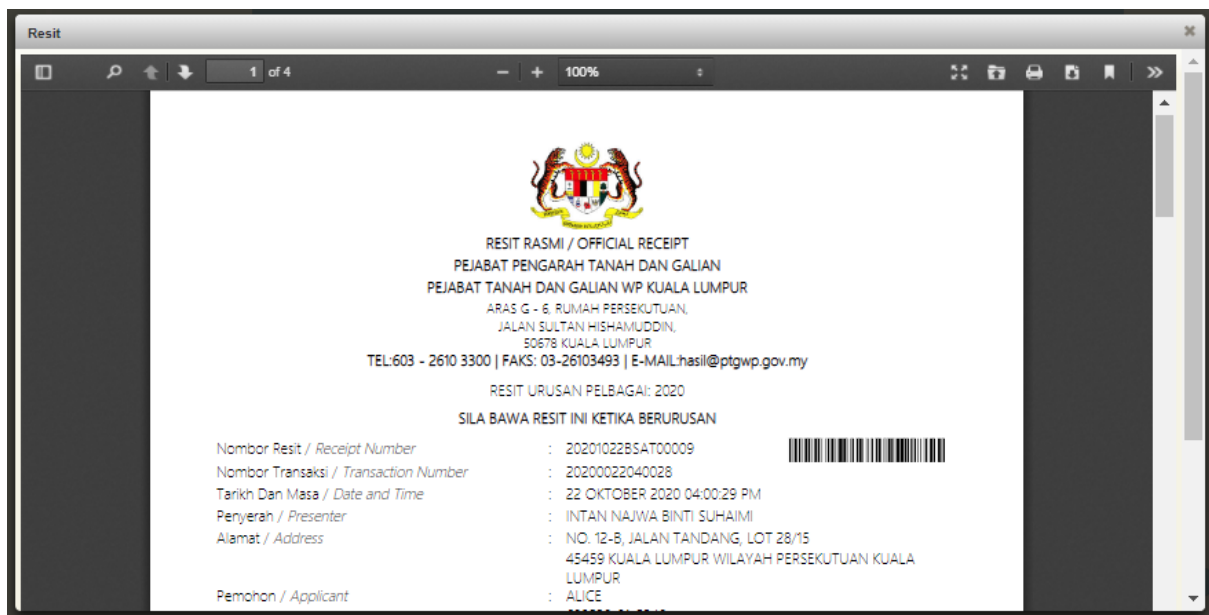 Resit
1 of 4
100%
RESIT RASMI / OFFICIAL RECEIPT
PEJABAT PENGARAH TANAH DAN GALIAN
PEJABAT TANAH DAN GALIAN WP KUALA LUMPUR
ARAS G - 6, RUMAH PERSEKUTUAN,
JALAN SULTAN HISHAMUDDIN,
50678 KUALA LUMPUR
TEL:603 - 2610 3300 | FAKS: 03-26103493 | E-MAIL:hasil@ptgwp.gov.my
RESIT URUSAN PELBAGAI: 2020
SILA BAWA RESIT INI KETIKA BERURUSAN
Nombor Resit / Receipt Number : 20201022BSAT00009
Nombor Transaksi / Transaction Number : 20200022040028
Tarikh Dan Masa / Date and Time : 22 OKTOBER 2020 04:00:29 PM
Penyerah / Presenter : INTAN NAJWA BINTI SUHAIMI
Alamat / Address : NO. 12-B, JALAN TANDANG, LOT 28/15
45459 KUALA LUMPUR WILAYAH PERSEKUTUAN KUALA
LUMPUR
Pemohon / Applicant : ALICE